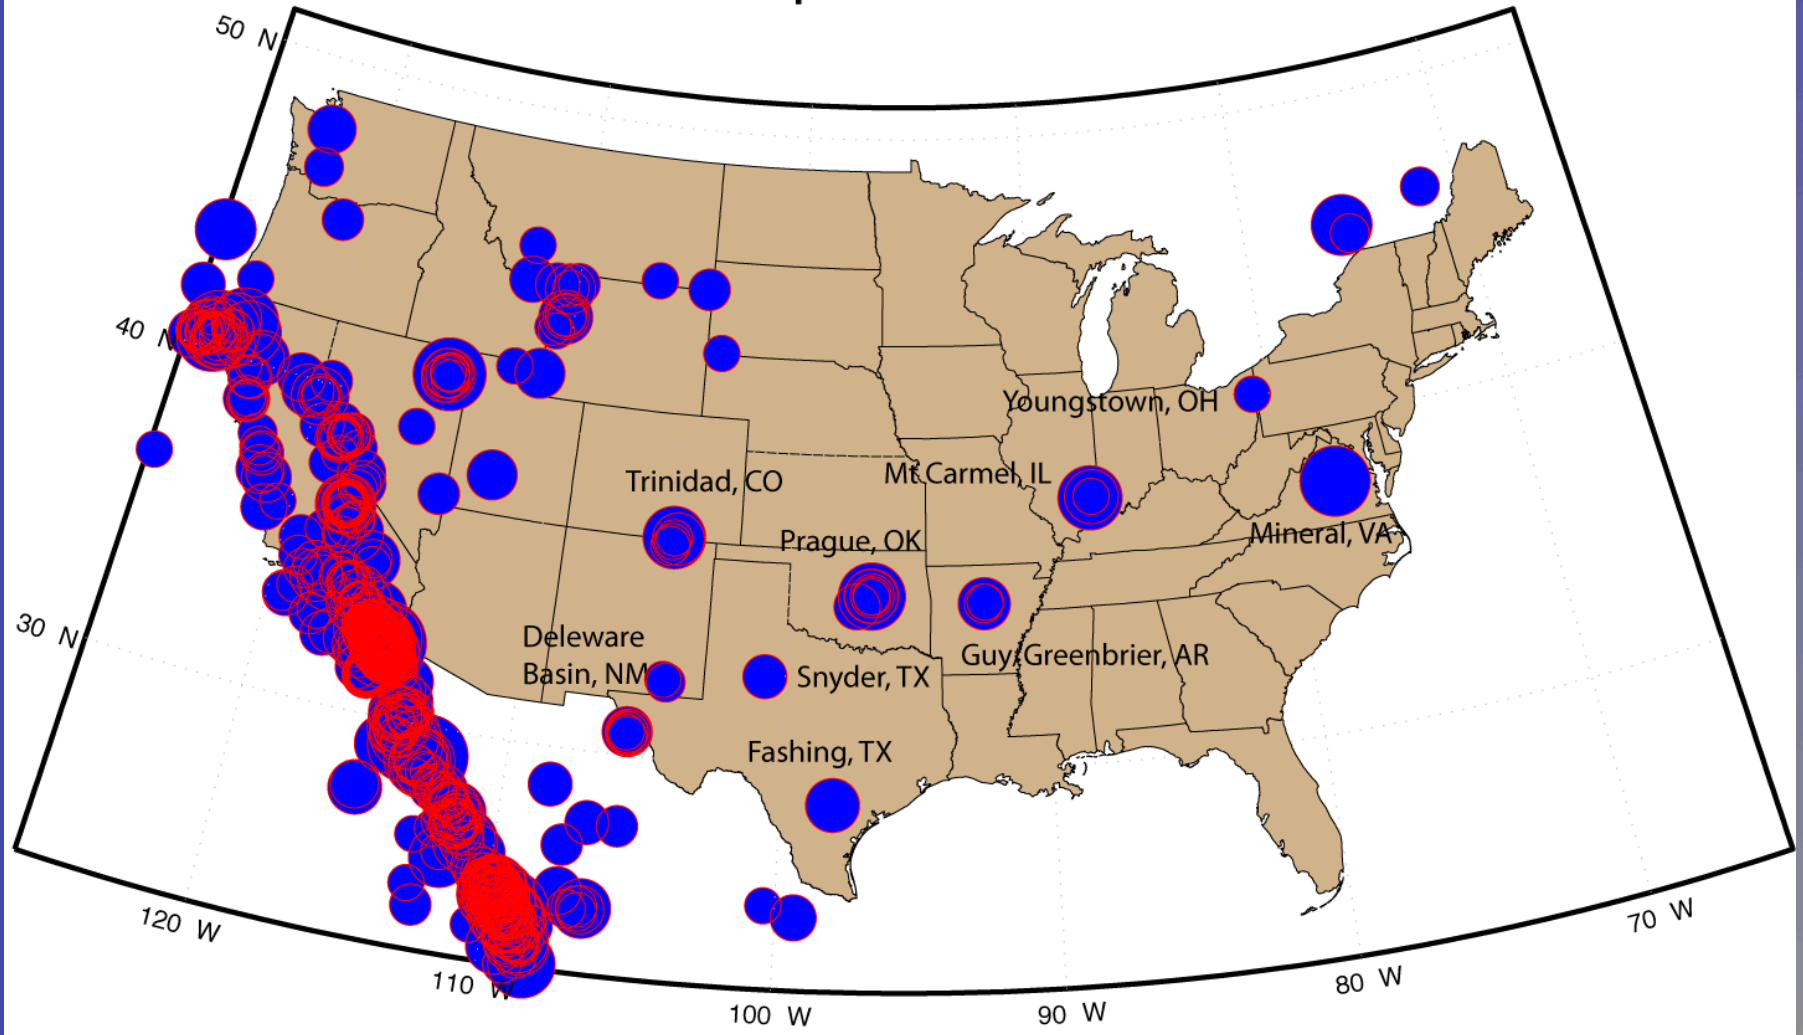 50 N
40 N
Youngstown, OH
Mt Carmel, IL
Trinidad, CO
Mineral, VA
Prague, OK
30 N
Deleware
Basin, NM
Guy/Greenbrier, AR
Snyder, TX
Fashing, TX
120 W
70 W
110 W
80 W
100 W
90 W